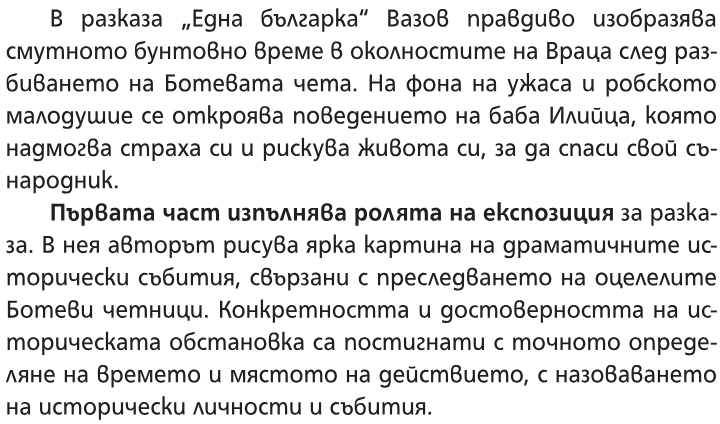 В разказа „Една българка“ Вазов правдиво изобразява
смутното бунтовно време в околностите на Враца след раз-
биването на Ботевата чета. На фона на ужаса и робското
малодушие се откроява поведението на баба Илийца, която
надмогва страха си и рискува живота си, за да спаси свой съ-
народник.
Първата част изпълнява ролята на експозиция за разка-
за. В нея авторът рисува ярка картина на драматичните ис-
торически събития, свързани с преследването на оцелелите
Ботеви четници. Конкретността и достоверността на ис-
торическата обстановка са постигнати с точното опреде-
ляне на времето и мястото на действието, с назоваването
на исторически личности и събития.